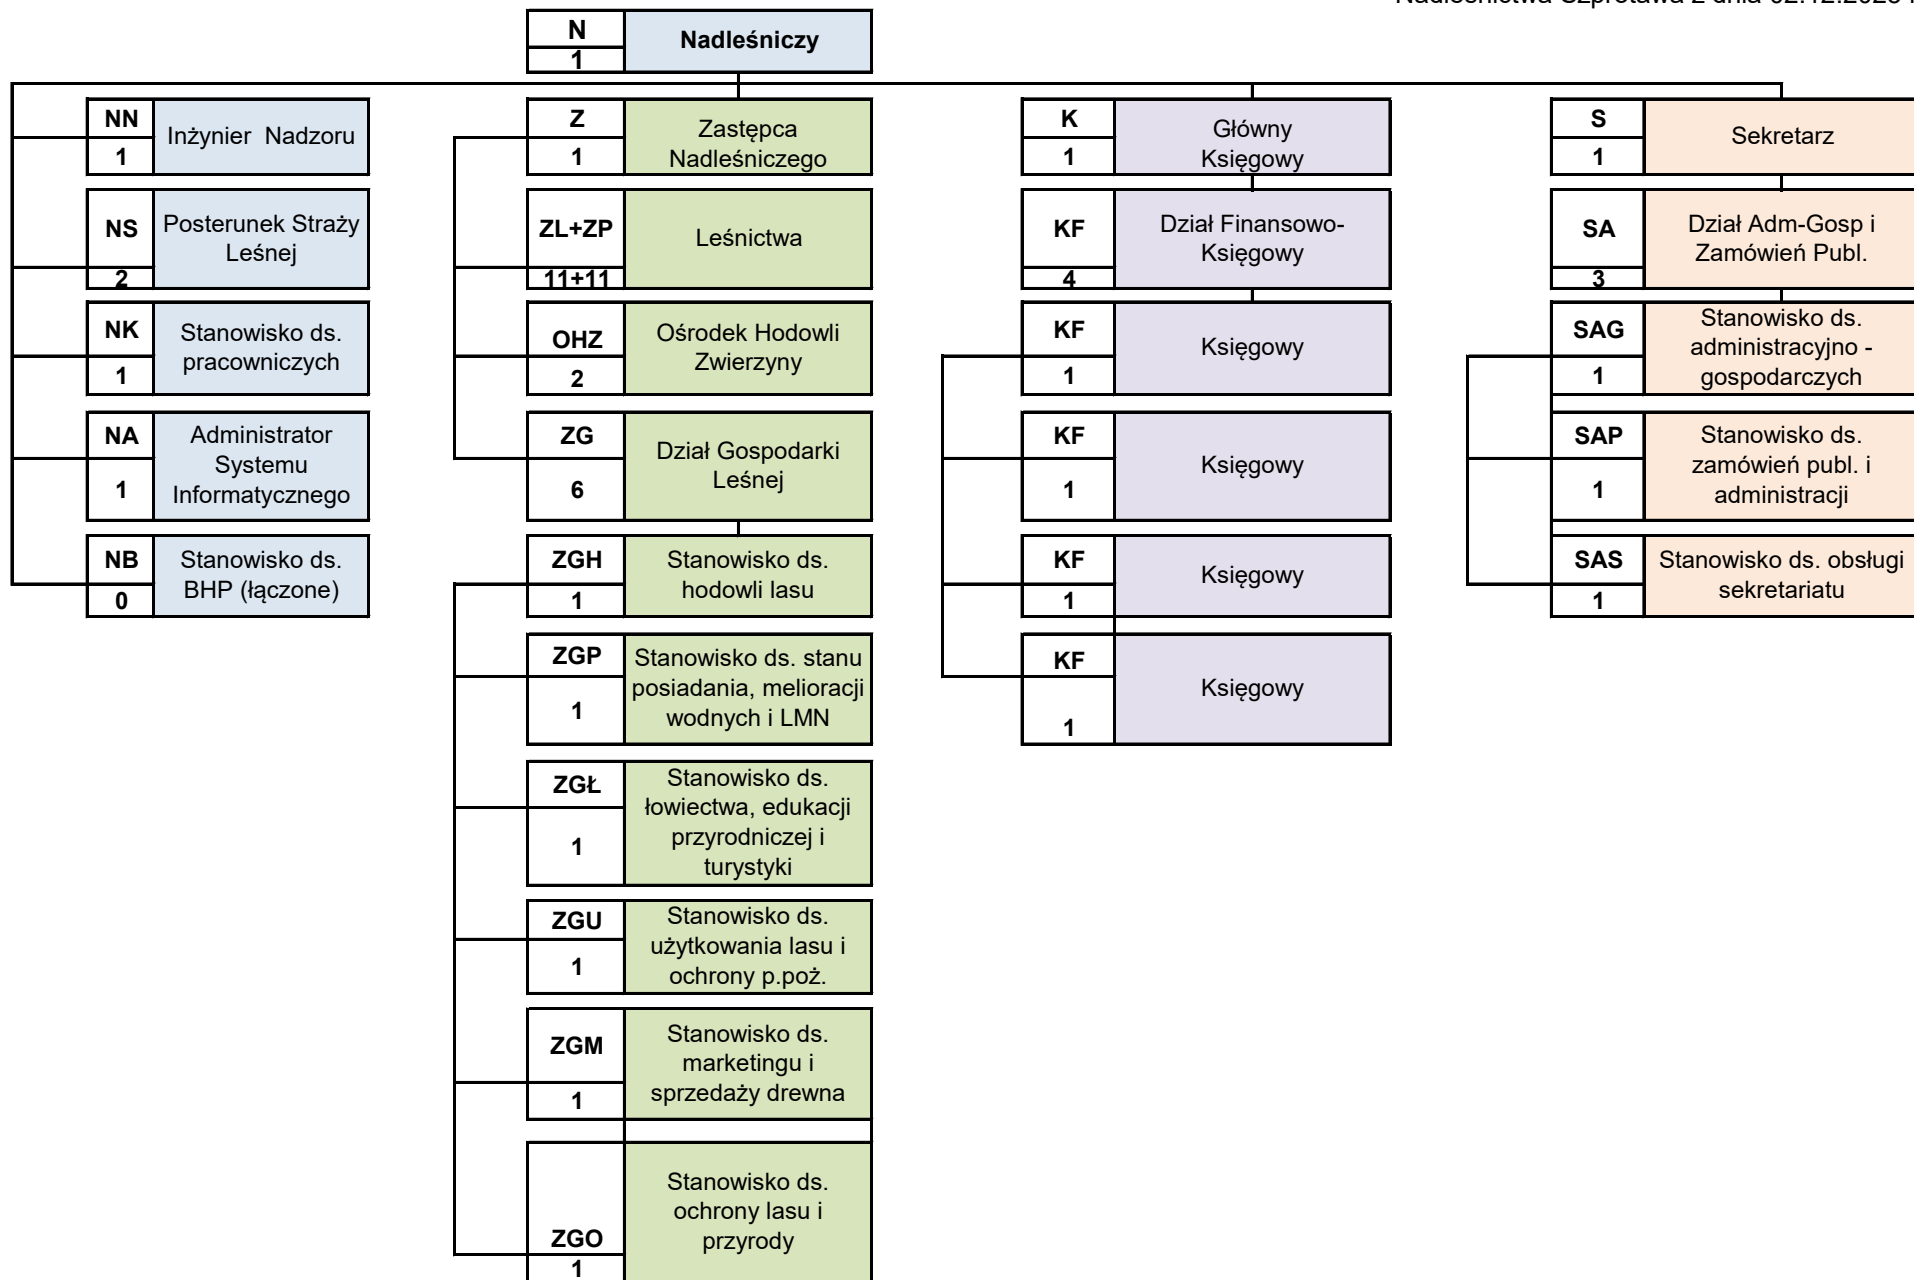 Nadleśnictwa Szprotawa z dnia 02.12.2025 r
N
1
Nadleśniczy
NN
1
Inżynier Nadzoru
NS
2
Posterunek Straży
Leśnej
NK
1
Stanowisko ds.
pracowniczych
NA
1
Administrator
Systemu
Informatycznego
NB
0
Stanowisko ds.
BHP (łączone)
Z
1
Zastępca
Nadleśniczego
ZL+ZP
11+11
Leśnictwa
OHZ
2
Ośrodek Hodowli
Zwierzyny
ZG
6
Dział Gospodarki
Leśnej
ZGH
1
Stanowisko ds.
hodowli lasu
ZGP
1
Stanowisko ds. stanu
posiadania, melioracji
wodnych i LMN
ZGŁ
1
Stanowisko ds.
łowiectwa, edukacji
przyrodniczej i
turystyki
ZGU
1
Stanowisko ds.
użytkowania lasu i
ochrony p.poż.
ZGM
1
Stanowisko ds.
marketingu i
sprzedaży drewna
ZGO
1
Stanowisko ds.
ochrony lasu i
przyrody
K
1
Główny
Księgowy
KF
4
Dział Finansowo-
Księgowy
KF
1
Księgowy
KF
1
Księgowy
KF
1
Księgowy
KF
1
Księgowy
S
1
Sekretarz
SA
3
Dział Adm-Gosp i
Zamówień Publ.
SAG
1
Stanowisko ds.
administracyjno -
gospodarczych
SAP
1
Stanowisko ds.
zamówień publ. i
administracji
SAS
1
Stanowisko ds. obsługi
sekretariatu